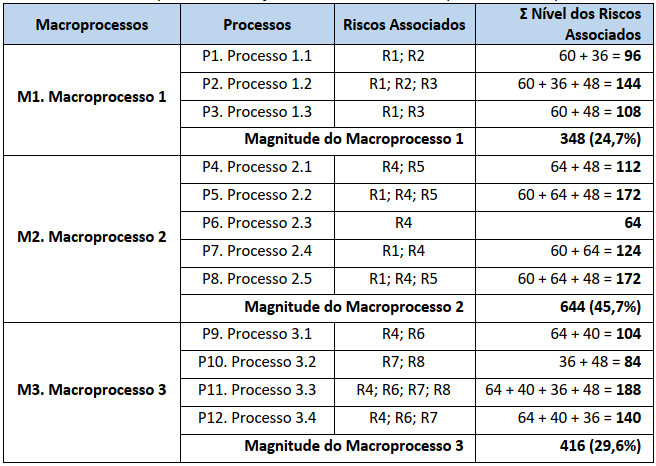 Macroprocessos Processos Riscos Associados Σ Nível dos Riscos Associados
M1. Macroprocesso 1
P1. Processo 1.1 R1; R2 60 + 36 = 96
P2. Processo 1.2 R1; R2; R3 60 + 36 + 48 = 144
P3. Processo 1.3 R1; R3 60 + 48 = 108
Magnitude do Macroprocesso 1 348 (24,7%)
M2. Macroprocesso 2
P4. Processo 2.1 R4; R5 64 + 48 = 112
P5. Processo 2.2 R1; R4; R5 60 + 64 + 48 = 172
P6. Processo 2.3 R4 64
P7. Processo 2.4 R1; R4 60 + 64 = 124
P8. Processo 2.5 R1; R4; R5 60 + 64 + 48 = 172
Magnitude do Macroprocesso 2 644 (45,7%)
M3. Macroprocesso 3
P9. Processo 3.1 R4; R6 64 + 40 = 104
P10. Processo 3.2 R7; R8 36 + 48 = 84
P11. Processo 3.3 R4; R6; R7; R8 64 + 40 + 36 + 48 = 188
P12. Processo 3.4 R4; R6; R7 64 + 40 + 36 = 140
Magnitude do Macroprocesso 3 416 (29,6%)